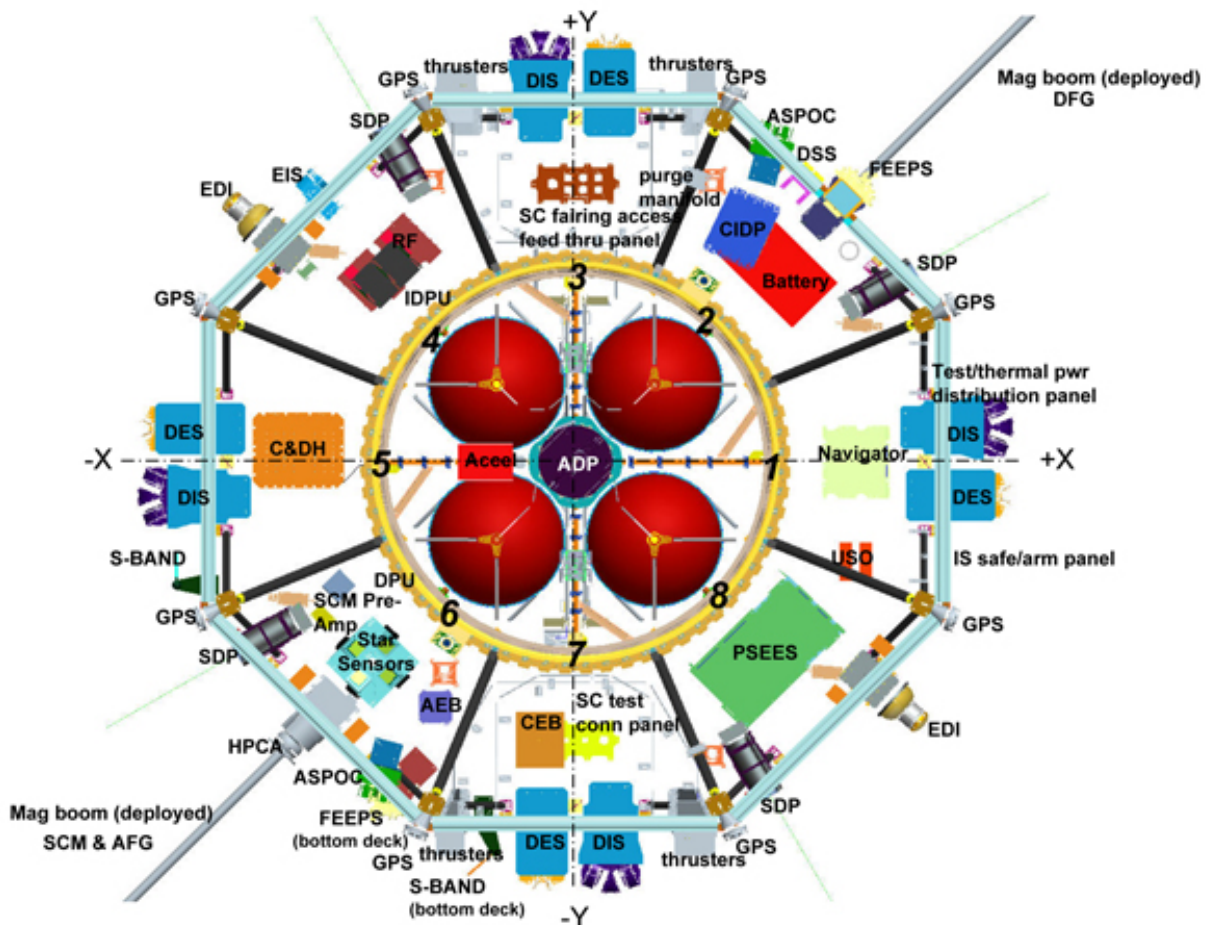 +Y
thrusters
DIS
DES
thrusters
GPS
GPS
Mag boom (deployed)
DFG
SDP
ASPOC
DSS
FEEPS
EIS
EDI
purge
manifold
SC fairing access
feed thru panel
CIDP
RF
IDPU
Battery
SDP
GPS
GPS
3
2
4
Test/thermal pwr
distribution panel
DES
C&DH
DIS
-X
5
Accel
ADP
1
Navigator
+X
DIS
DES
S-BAND
USO
IS safe/arm panel
DPU
SCM Pre-
Amp
6
8
GPS
GPS
SDP
Star
Sensors
7
PSEES
AEB
SC test
conn panel
CEB
EDI
HPCA
ASPOC
SDP
Mag boom (deployed)
SCM & AFG
FEEPS
(bottom deck)
GPS
thrusters
DES
DIS
thrusters
GPS
S-BAND
(bottom deck)
-Y